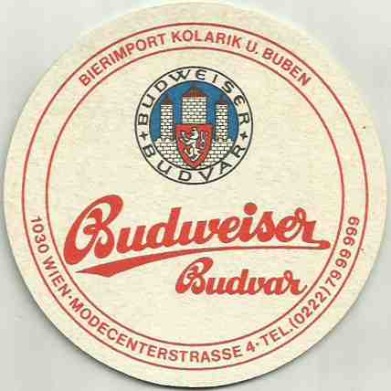 BIERIMPORT KOLARIK U. BUBEN
BUDWEISER
BUDVAR
Budweiser
Budvar
1030 WIEN·MODECENTERSTRASSE 4·TEL.(0222)79 99 999